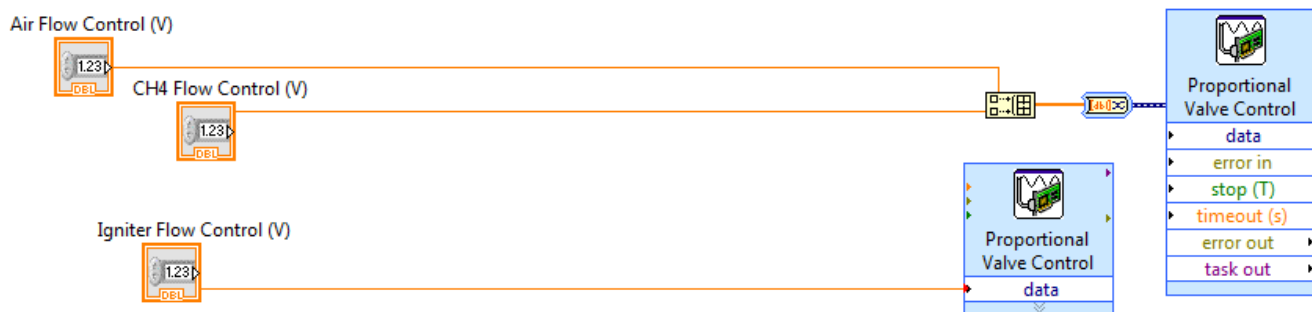 Air Flow Control (V)
1.23
DBL
CH4 Flow Control (V)
1.23
DBL
Igniter Flow Control (V)
1.23
DBL
Proportional
Valve Control
data
Proportional
Valve Control
data
error in
stop (T)
timeout (s)
error out
task out